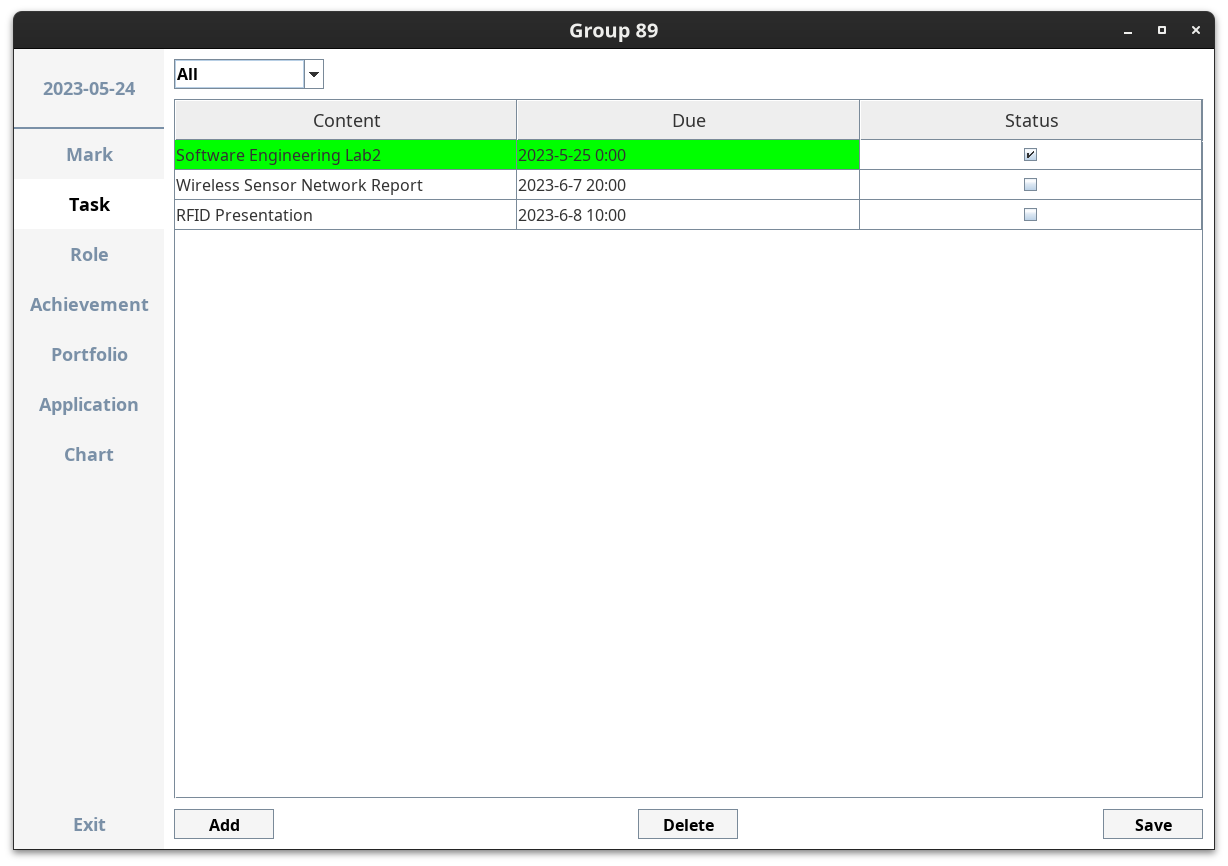 Group 89
2023-05-24
Mark
Task
Role
Achievement
Portfolio
Application
Chart
Exit
All
Content Due Status
Software Engineering Lab2 2023-5-25 0:00
Wireless Sensor Network Report 2023-6-7 20:00
RFID Presentation 2023-6-8 10:00
Add Delete Save